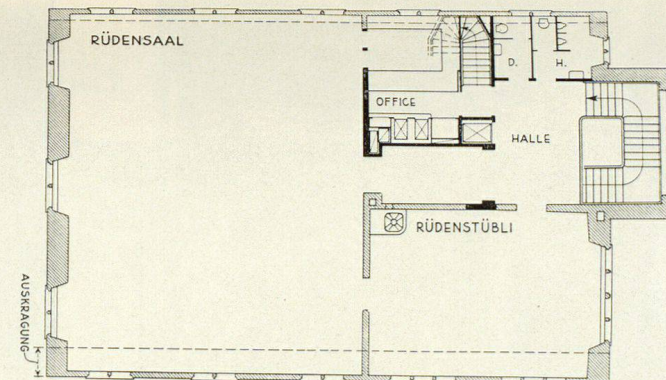 RÜDENSAAL
D.
H.
OFFICE
HALLE
RÜDENSTÜBLI
AUSKRAGUNG